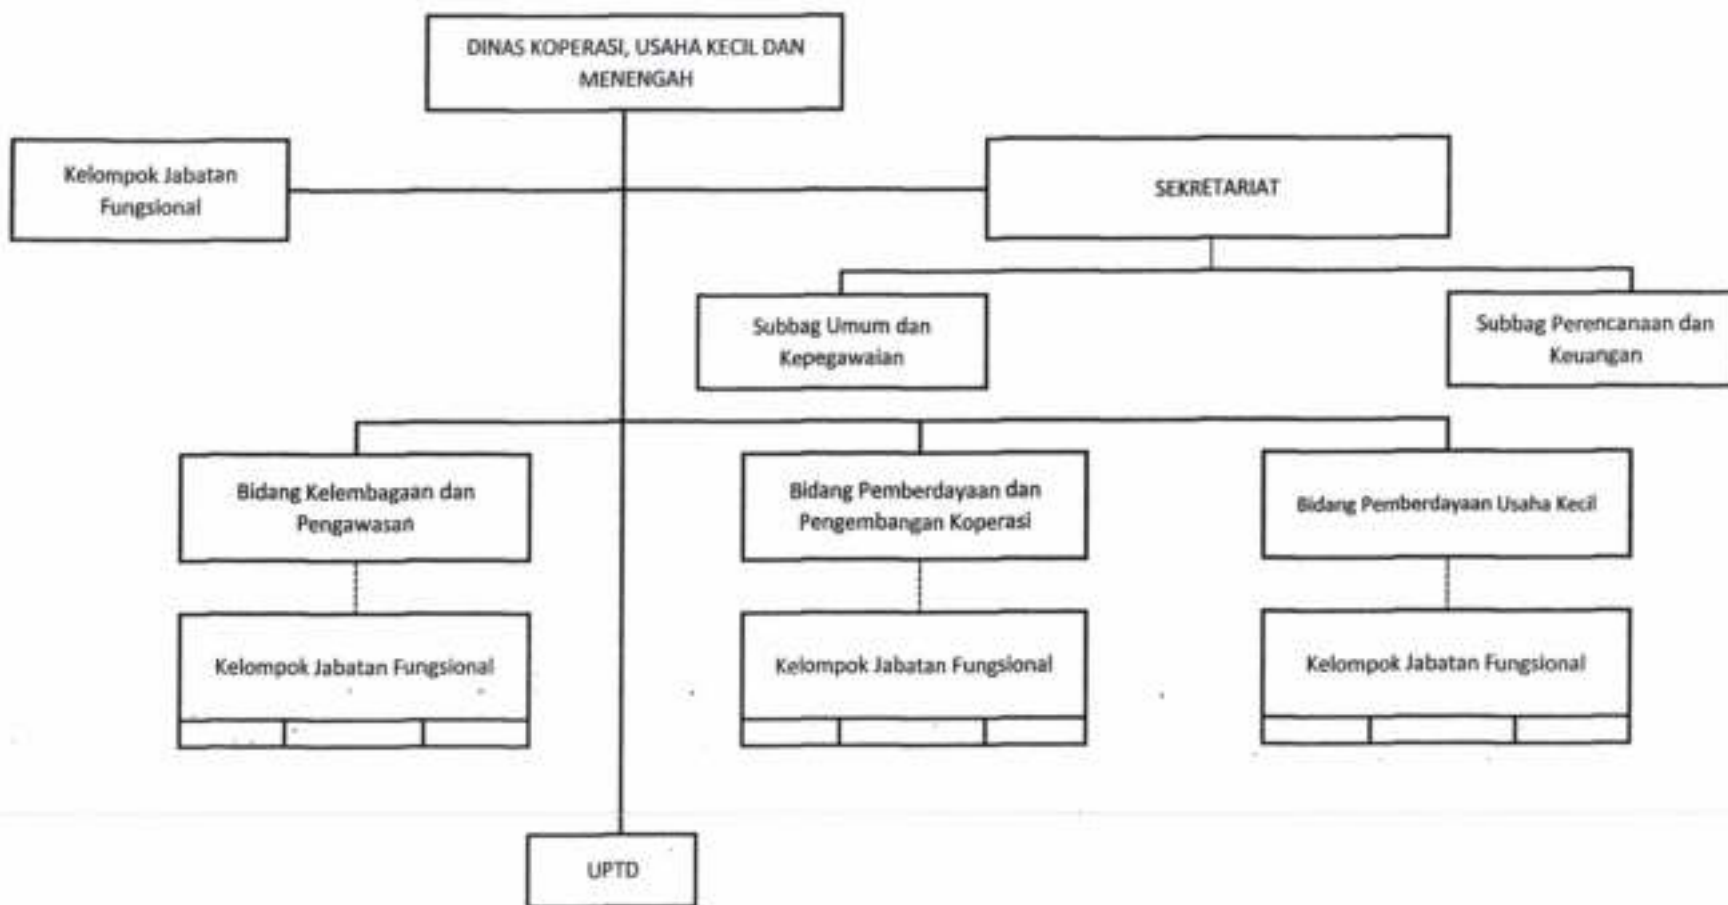 DINAS KOPERASI, USAHA KECIL DAN
MENENGAH
Kelompok Jabatan
Fungsional
SEKRETARIAT
Subbag Umum dan
Kepegawaian
Subbag Perencanaan dan
Keuangan
Bidang Kelembagaan dan
Pengawasan
Bidang Pemberdayaan dan
Pengembangan Koperasi
Bidang Pemberdayaan Usaha Kecil
Kelompok Jabatan Fungsional
Kelompok Jabatan Fungsional
Kelompok Jabatan Fungsional
UPTD